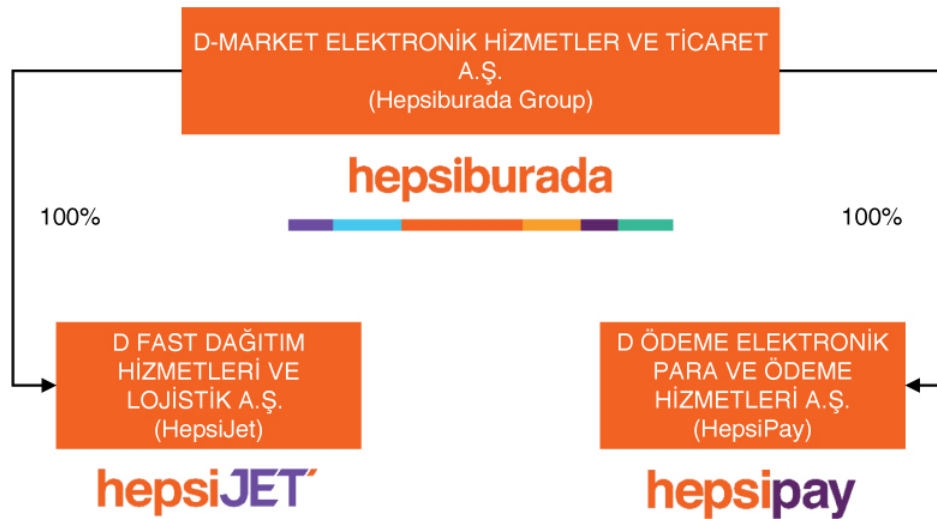 D-MARKET ELEKTRONİK HİZMETLER VE TİCARET
A.Ş.
(Hepsiburada Group)
hepsiburada
100%
100%
D FAST DAĞITIM
HİZMETLERİ VE
LOJİSTİK A.Ş.
(HepsiJet)
hepsiJET
D ÖDEME ELEKTRONİK
PARA VE ÖDEME
HİZMETLERİ A.Ş.
(HepsiPay)
hepsipay